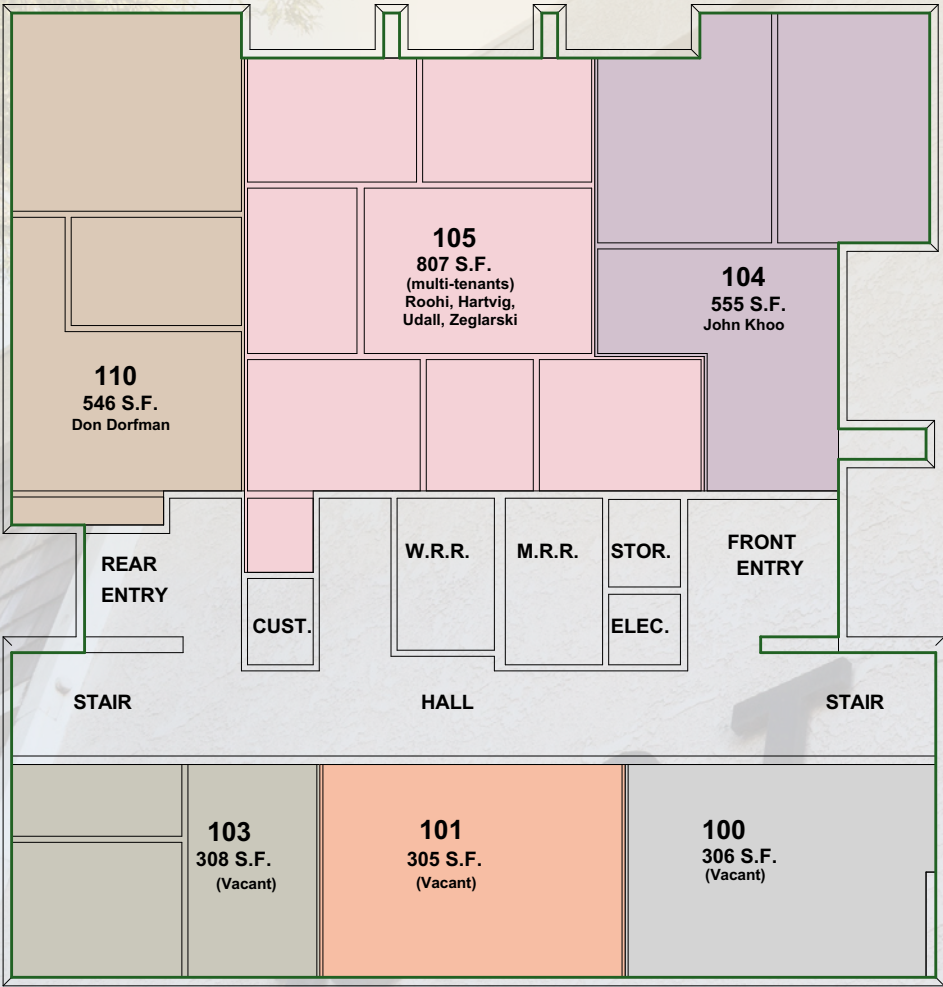 105
807 S.F.
(multi-tenants)
Roohi, Hartvig,
Udall, Zeglarski
104
555 S.F.
John Khoo
110
546 S.F.
Don Dorfman
REAR
ENTRY
W.R.R.
M.R.R.
STOR.
FRONT
ENTRY
CUST.
ELEC.
STAIR
HALL
STAIR
103
308 S.F.
(Vacant)
101
305 S.F.
(Vacant)
100
306 S.F.
(Vacant)